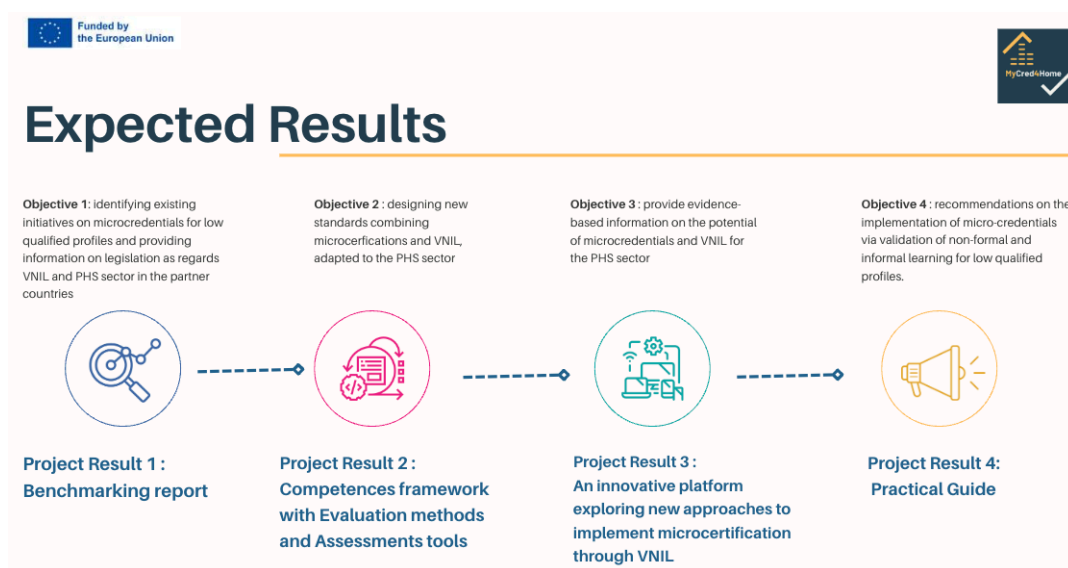 Funded by
the European Union
MyCred4Home
Expected Results
Objective 1: identifying existing
initiatives on microcredentials for low
qualified profiles and providing
information on legislation as regards
VNIL and PHS sector in the partner
countries
Objective 2 : designing new
standards combining
microcerfications and VNIL,
adapted to the PHS sector
Objective 3 : provide evidence-
based information on the potential
of microcredentials and VNIL for
the PHS sector
Objective 4 : recommendations on the
implementation of micro-credentials
via validation of non-formal and
informal learning for low qualified
profiles.
Project Result 1 :
Benchmarking report
Project Result 2 :
Competences framework
with Evaluation methods
and Assessments tools
Project Result 3 :
An innovative platform
exploring new approaches to
implement microcertification
through VNIL
Project Result 4:
Practical Guide